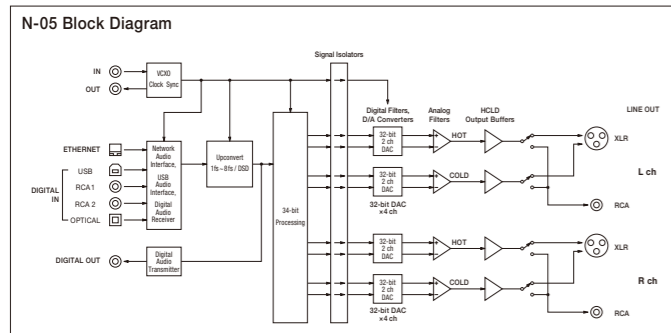 N-05 Block Diagram
Signal Isolators
IN
OUT
VCXO
Clock Sync
Digital Filters,
D/A Converters
Analog
Filters
HCLD
Output Buffers
LINE OUT
ETHERNET
DIGITAL
IN
USB
RCA1
RCA 2
OPTICAL
Network
Audio
Interface,
USB
Audio
Interface,
Digital
Audio
Receiver
Upconvert
1fs~8fs / DSD
34-bit
Processing
32-bit
2 ch
DAC
HOT
XLR
32-bit
2 ch
DAC
COLD
L ch
32-bit DAC
×4 ch
RCA
DIGITAL OUT
Digital
Audio
Transmitter
32-bit
2 ch
DAC
HOT
XLR
32-bit
2 ch
DAC
COLD
R ch
32-bit DAC
×4 ch
RCA